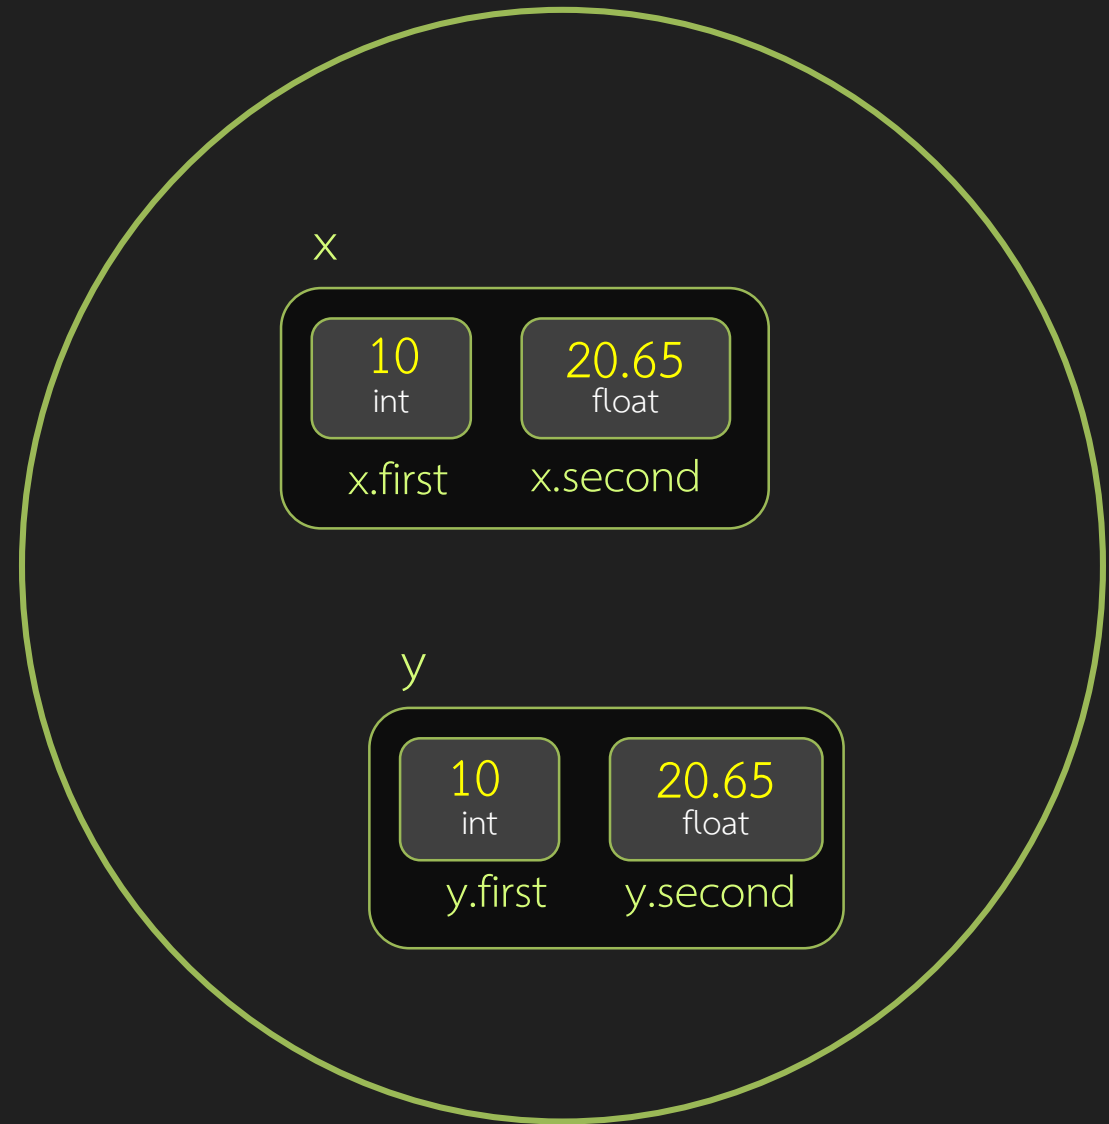 x
10 20.65
int float
x.first x.second
y
10 20.65
int float
y.first y.second